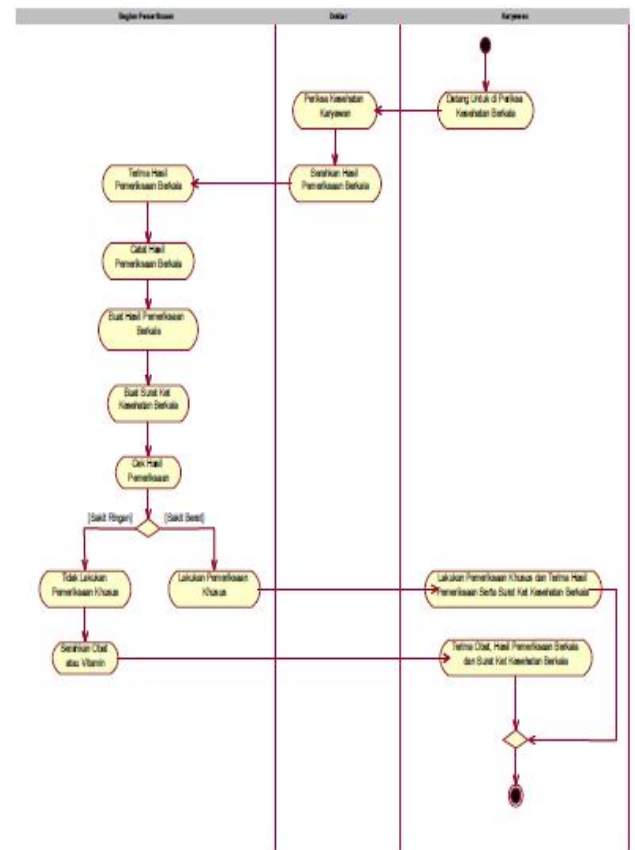 Bagian Pemeriksaan
Dokter
Karyawan
Datang Untuk di Periksa
Kesehatan Berkala
Periksa Kesehatan
Karyawan
Serahkan Hasil
Pemeriksaan Berkala
Terima Hasil
Pemeriksaan Berkala
Catat Hasil
Pemeriksaan Berkala
Buat Hasil Pemeriksaan
Berkala
Buat Surat Ket
Kesehatan Berkala
Cek Hasil
Pemeriksaan
[Sakit Ringan]
[Sakit Berat]
Tidak Lakukan
Pemeriksaan Khusus
Lakukan Pemeriksaan
Khusus
Lakukan Pemeriksaan Khusus dan Terima Hasil
Pemeriksaan Serta Surat Ket Kesehatan Berkala
Serahkan Obat
atau Vitamin
Terima Obat, Hasil Pemeriksaan Berkala
dan Surat Ket Kesehatan Berkala